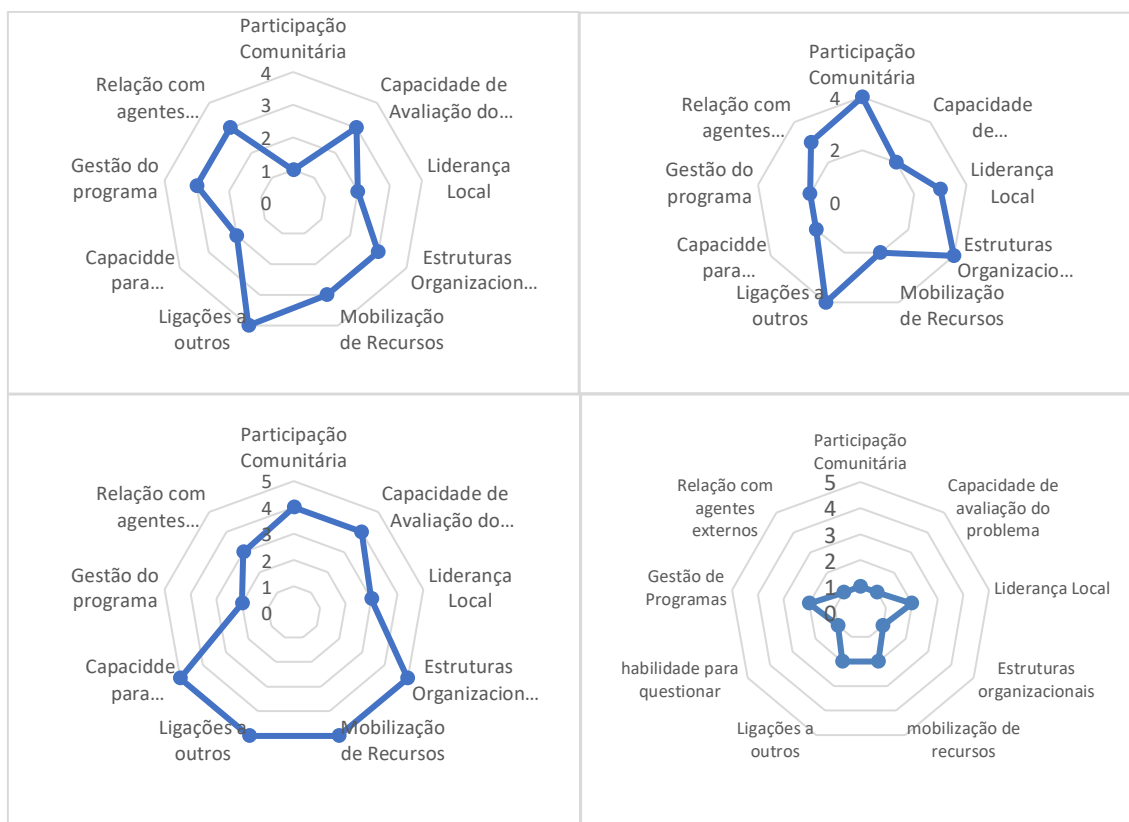 Participação
Comunitária
4
3
2
1
0
Capacidade de
Avaliação do...
Liderança
Local
Estruturas
Organizacion...
Mobilização
de Recursos
Ligações a
outros
Capacidde
para...
Gestão do
programa
Relação com
agentes...
Participação
Comunitária
4
2
0
Capacidade
de...
Liderança
Local
Estruturas
Organizacio...
Mobilização
de Recursos
Ligações a
outros
Capacidde
para...
Gestão do
programa
Relação com
agentes...
Participação
Comunitária
5
4
3
2
1
0
Capacidade de
Avaliação do...
Liderança
Local
Estruturas
Organizacion...
Mobilização
de Recursos
Ligações a
outros
Capacidde
para...
Gestão do
programa
Relação com
agentes...
Participação
Comunitária
5
4
3
2
1
0
Capacidade de
avaliação do
problema
Liderança Local
Estruturas
organizacionais
mobilização de
recursos
Ligações a
outros
habilidade para
questionar
Gestão de
Programas
Relação com
agentes
externos